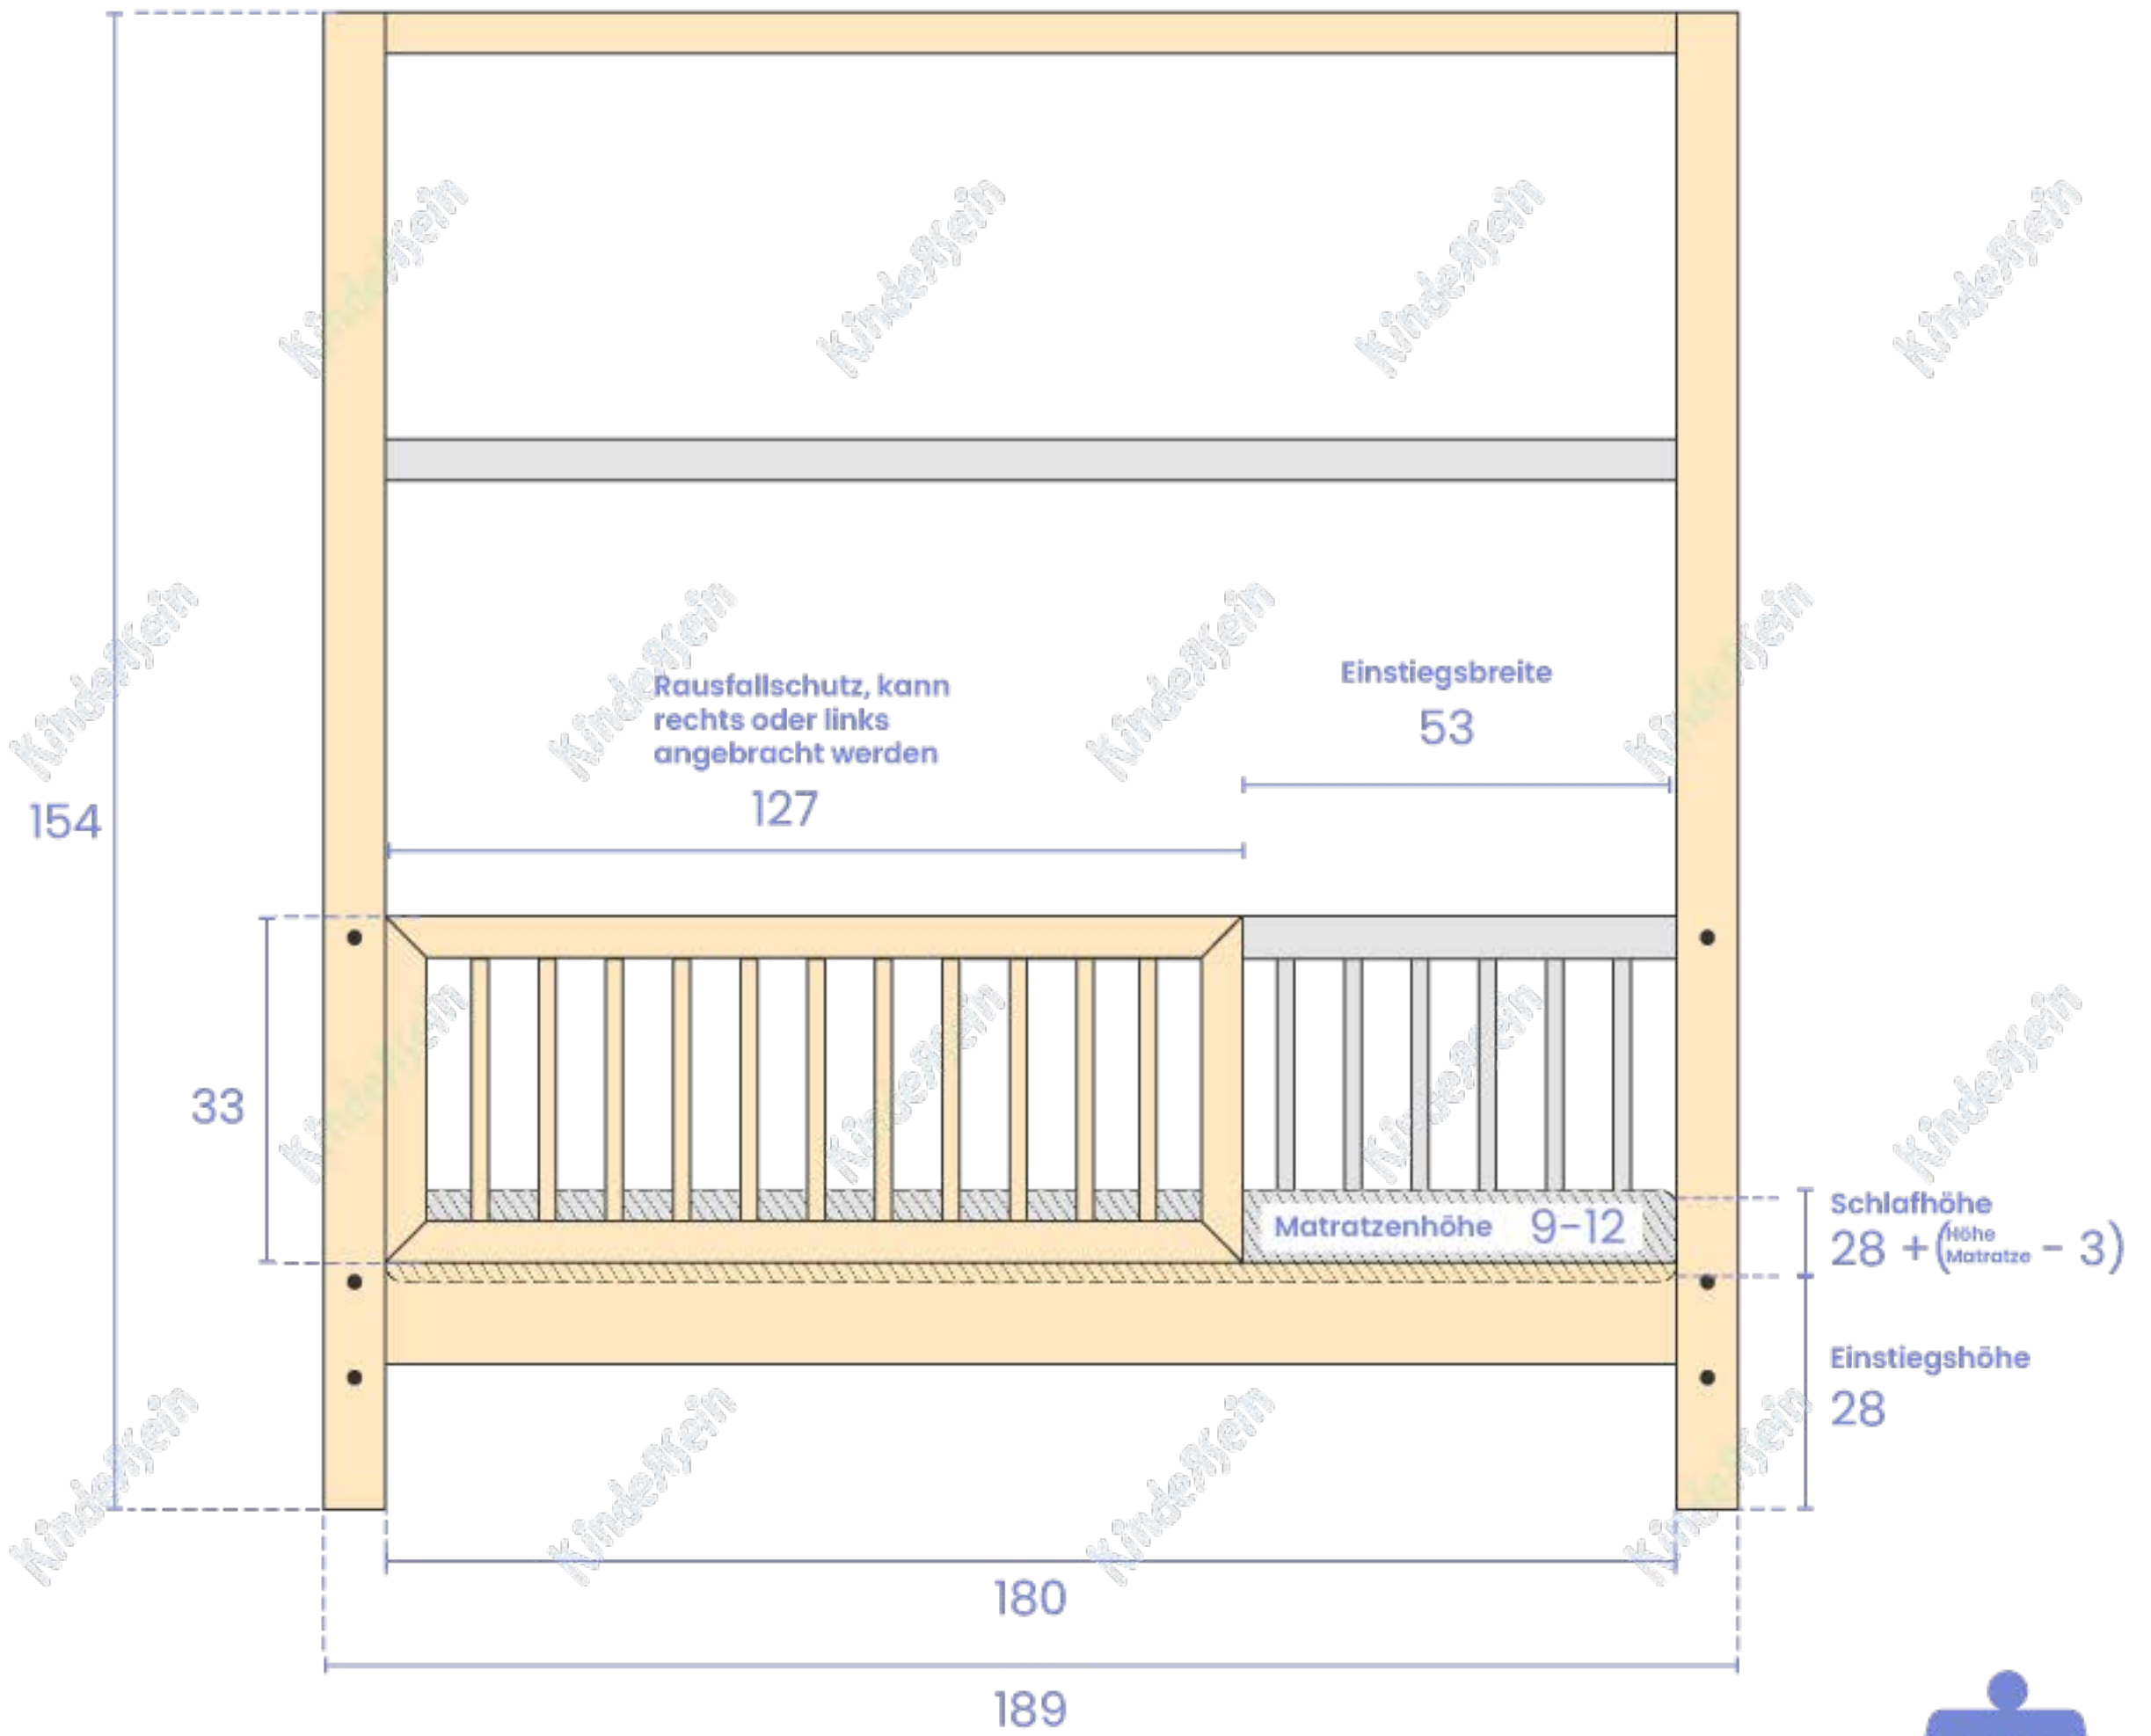 Rausfallschutz, kann
rechts oder links
angebracht werden
127
Einstiegsbreite
53
154
33
Matratzenhöhe 9-12
Schlafhöhe
28 + (Höhe Matratze - 3)
Einstiegshöhe
28
180
189